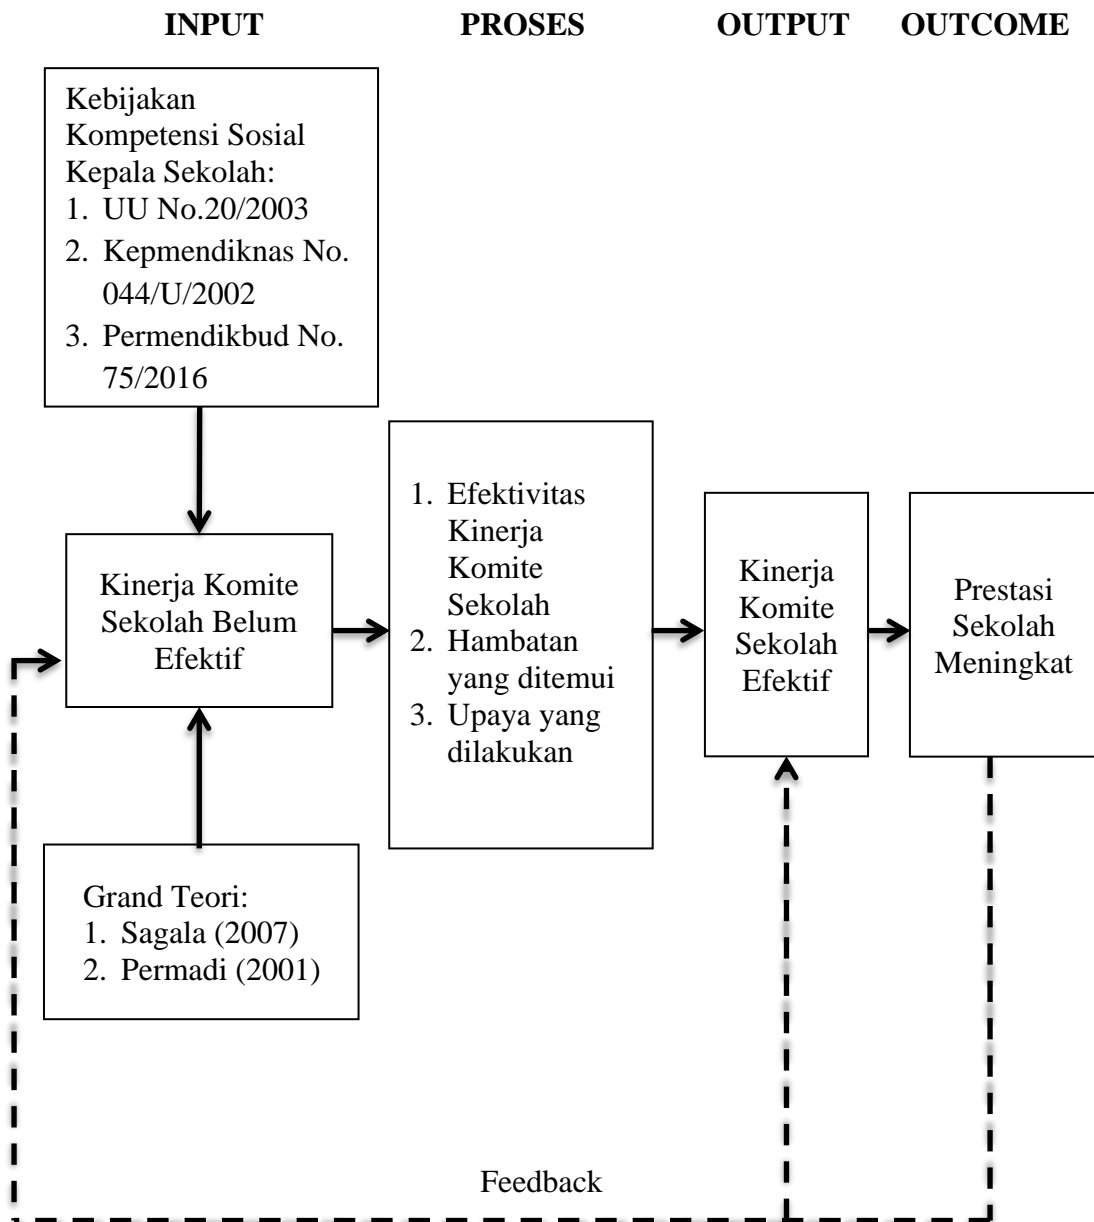 INPUT PROSES OUTPUT OUTCOME
Kebijakan
Kompetensi Sosial
Kepala Sekolah:
1. UU No.20/2003
2. Kepmendiknas No.
044/U/2002
3. Permendikbud No.
75/2016
Kinerja Komite
Sekolah Belum
Efektif
Grand Teori:
1. Sagala (2007)
2. Permadi (2001)
1. Efektivitas
Kinerja
Komite
Sekolah
2. Hambatan
yang ditemui
3. Upaya yang
dilakukan
Kinerja
Komite
Sekolah
Efektif
Prestasi
Sekolah
Meningkat
Feedback